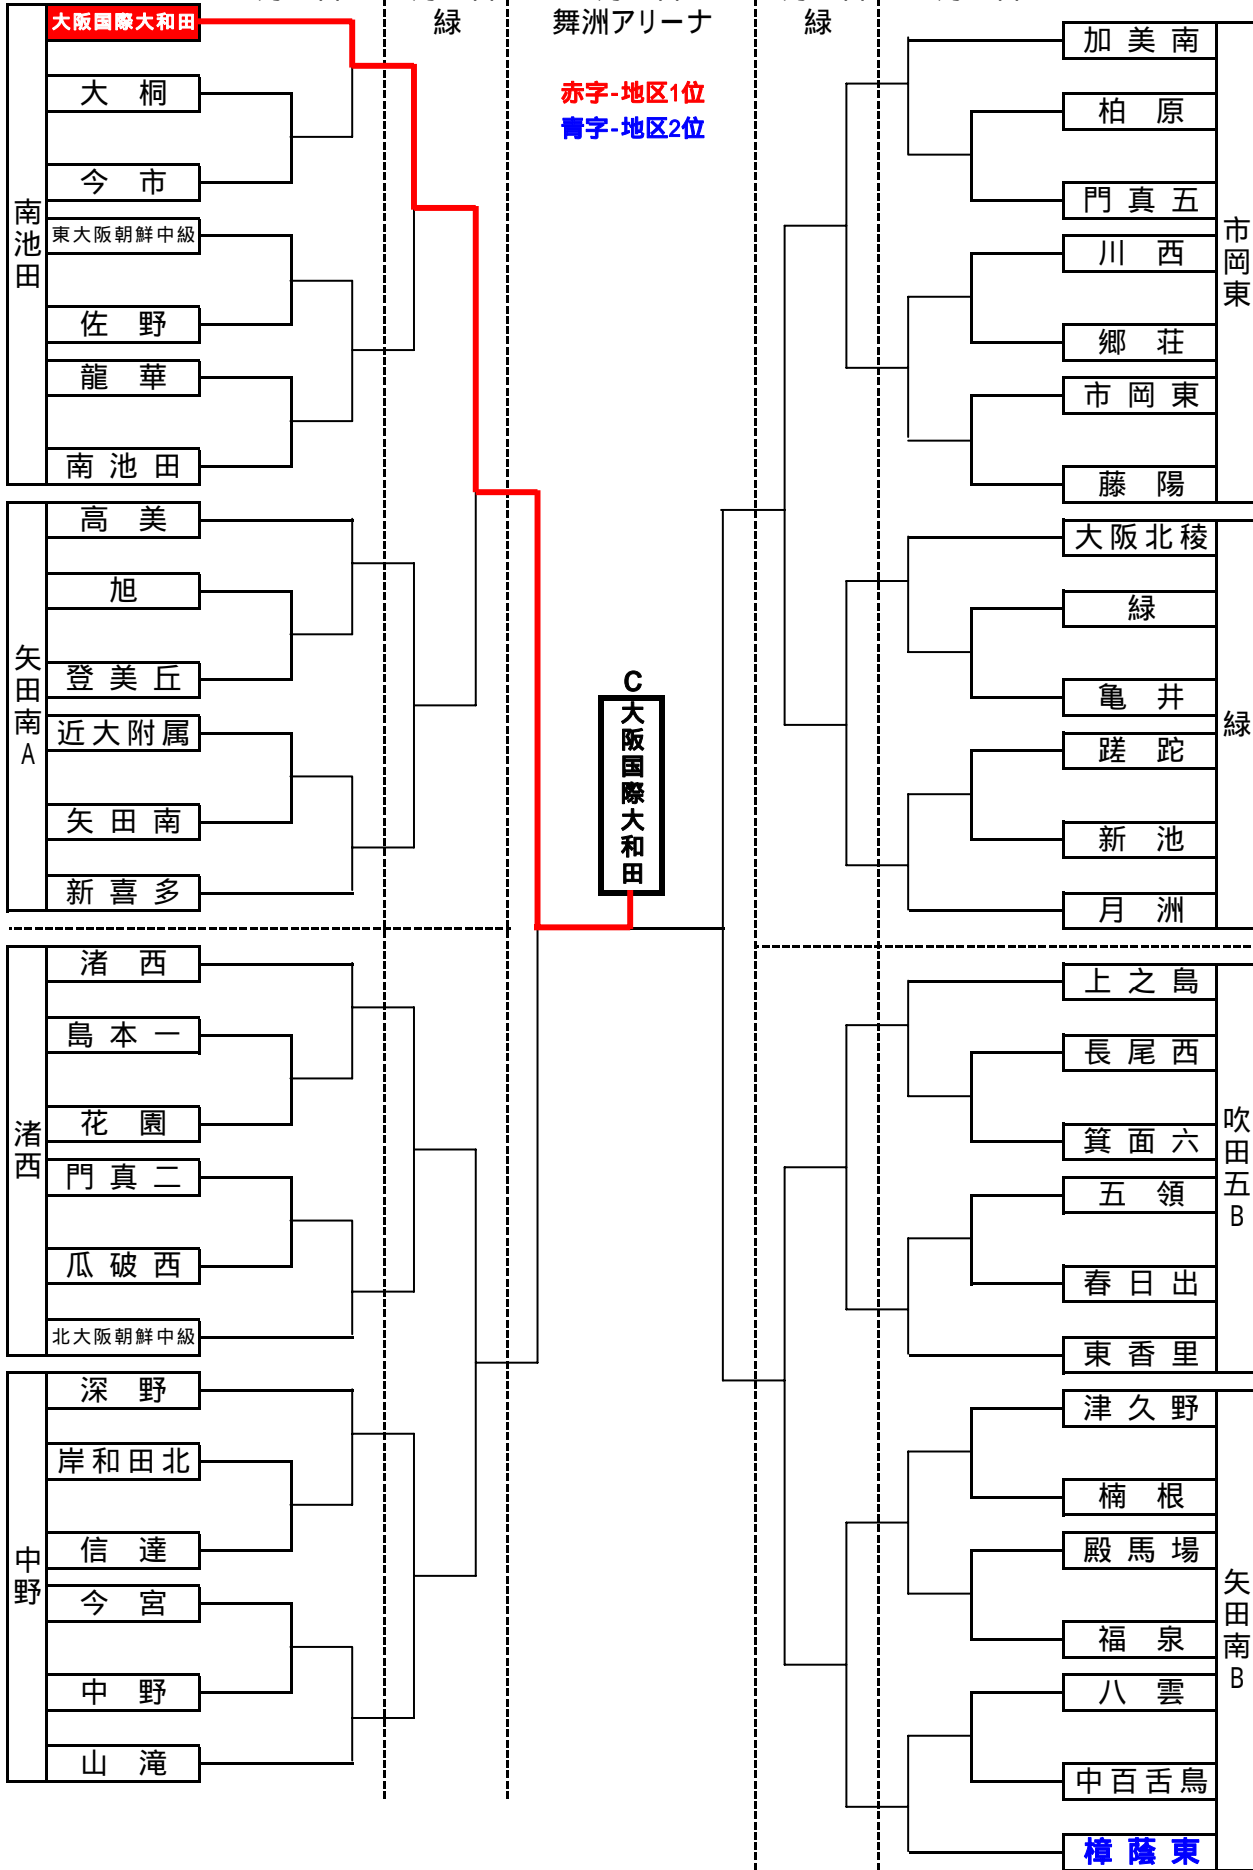 緑
舞洲アリーナ
緑
赤字-地区1位
青字-地区2位
南池田
大阪国際大和田
大桐
今市
東大阪朝鮮中級
佐野
龍華
南池田
矢田南A
高美
旭
登美丘
近大附属
矢田南
新喜多
渚西
渚西
島本一
花園
門真二
瓜破西
北大阪朝鮮中級
中野
深野
岸和田北
信達
今宮
中野
山滝
C
大阪国際大和田
加美南
柏原
門真五
川西
郷荘
市岡東
藤陽
市岡東
大阪北稜
緑
亀井
蹉跎
新池
月洲
緑
上之島
長尾西
箕面六
五領
春日出
東香里
吹田五B
津久野
楠根
殿馬場
福泉
八雲
中百舌鳥
樟蔭東
矢田南B